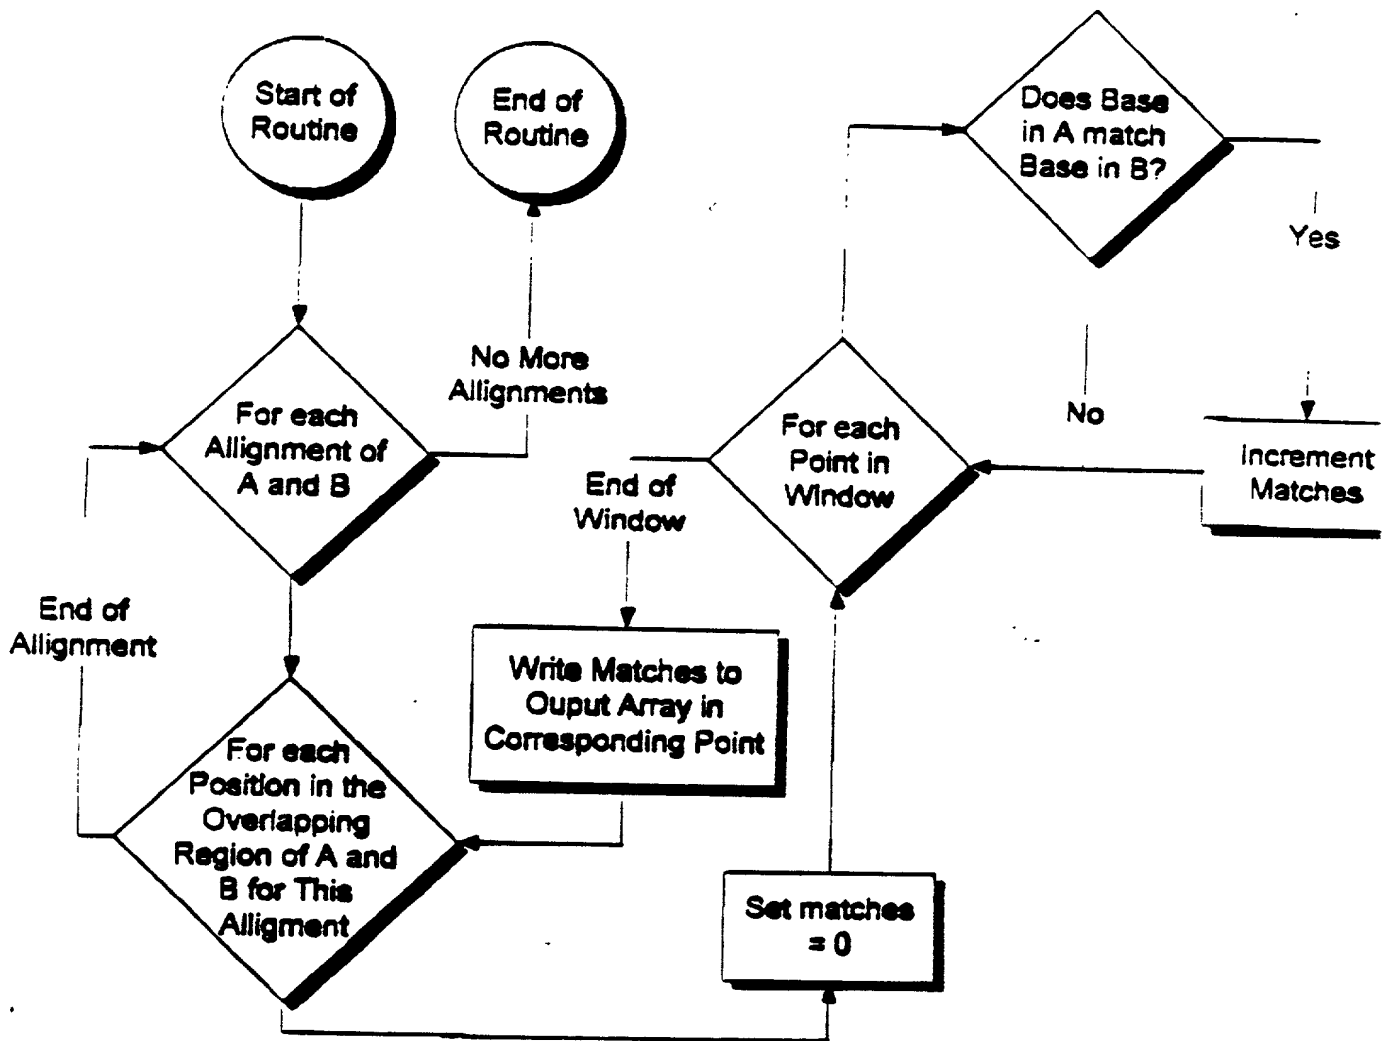 Start of
Routine
End of
Routine
Does Base
in A match
Base in B?
Yes
No More
Allignments
For each
Allignment of
A and B
For each
Point in
Window
No
Increment
Matches
End of
Window
End of
Allignment
Write Matches to
Ouput Array in
Corresponding Point
For each
Position in the
Overlapping
Region of A and
B for This
Alligment
Set matches
= 0